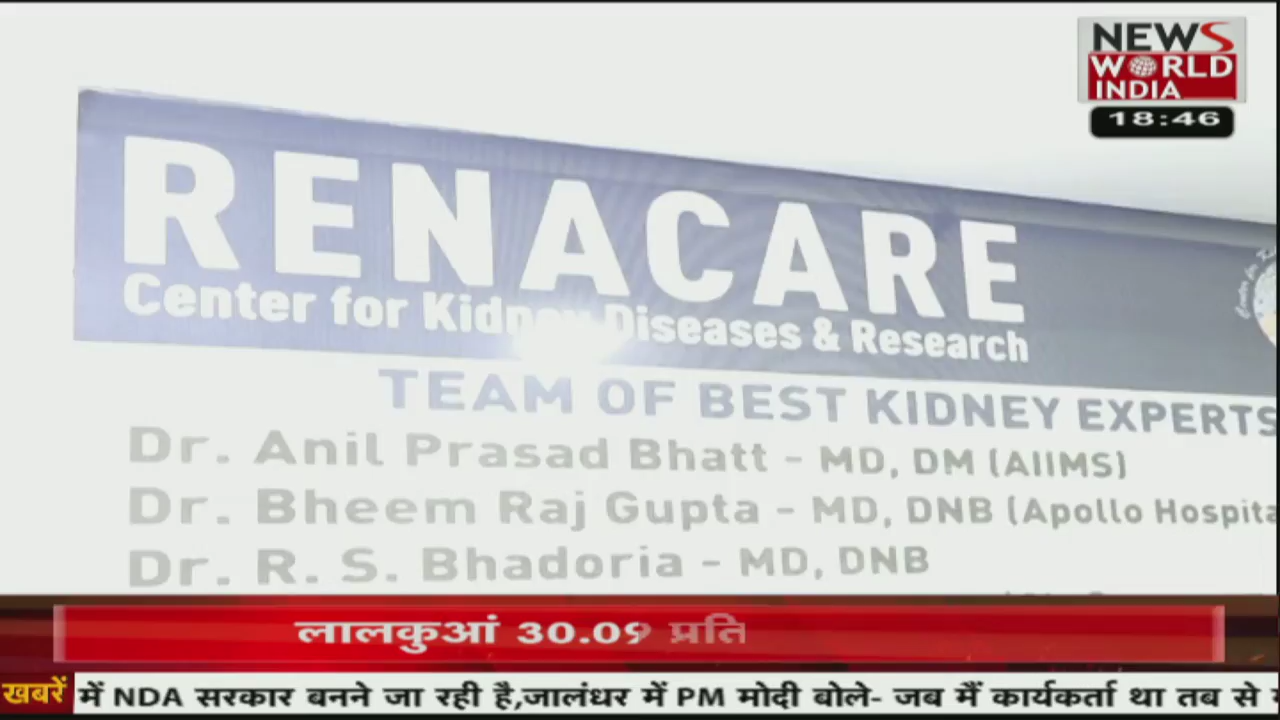 NEWS
WORLD
INDIA
18:46
RENACARE
Center for Kidney Diseases & Research
TEAM OF BEST KIDNEY EXPERTS
Dr. Anil Prasad Bhatt - MD, DM (AIIMS)
Dr. Bheem Raj Gupta - MD, DNB (Apollo
Dr. R. S. Bhadoria - MD, DNB
लालकुआं 30.09 प्रति
खबरें में NDA सरकार बनने जा रही है,जालंधर में PM मोदी बोले- जब मैं कार्यकर्ता था तब से